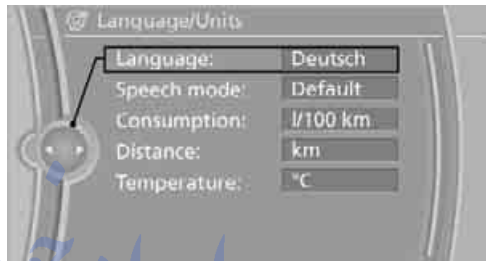 Language/Units
Language: Deutsch
Speech mode: Default
Consumption: l/100 km
Distance: km
Temperature: °C